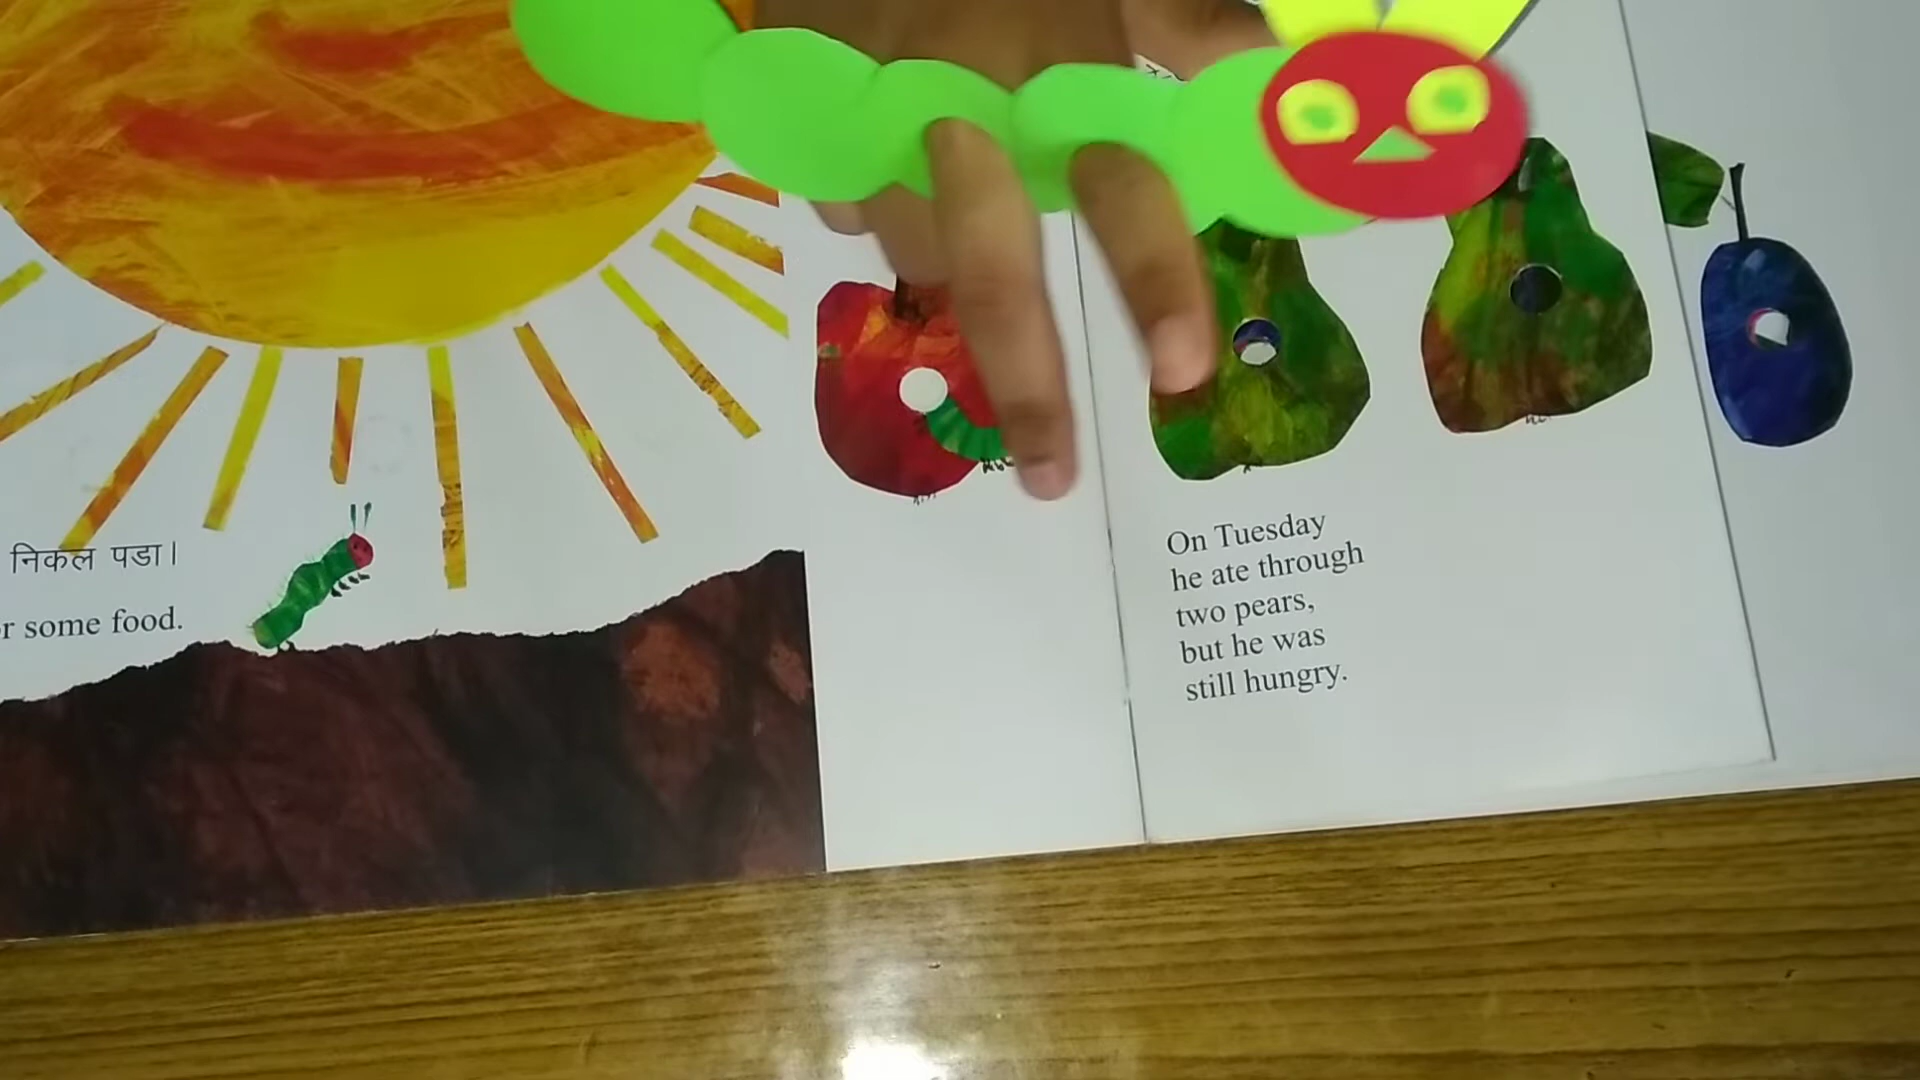 निकल पडा।
r some food.
On Tuesday
he ate through
two pears,
but he was
still hungry.